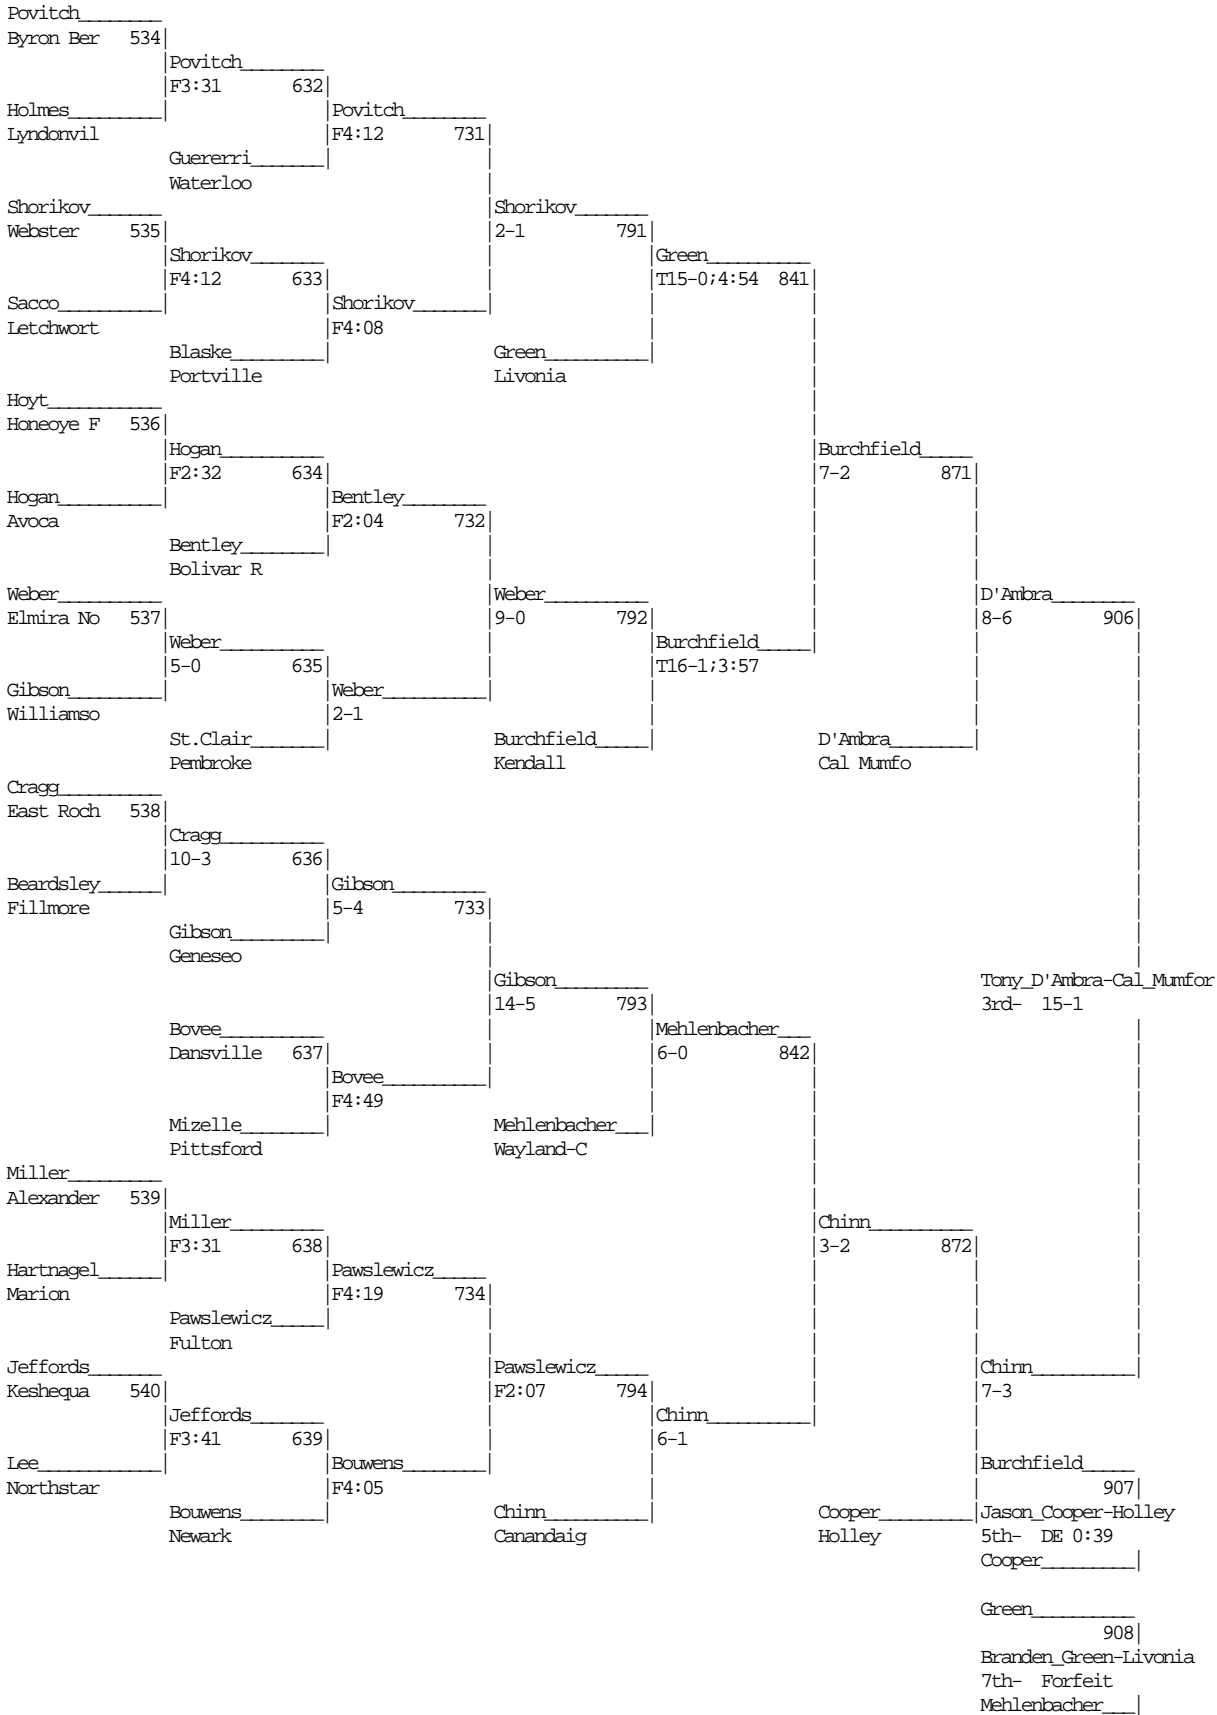 Povitch
Byron Ber 534
Povitch
F3:31 632
Holmes Povitch
Lyndonvil F4:12 731
Guererri
Waterloo
Shorikov Shorikov
Webster 535 2-1 791
Shorikov Green
F4:12 633 T15-0;4:54 841
Sacco Shorikov
Letchwort F4:08
Blaske Green
Portville Livonia
Hoyt
Honeoye F 536
Hogan Burchfield
F2:32 634 7-2 871
Hogan Bentley
Avoca F2:04 732
Bentley
Bolivar R
Weber Weber D'Ambra
Elmira No 537 9-0 792 8-6 906
Weber Burchfield
5-0 635 T16-1;3:57
Gibson Weber
Williamso 2-1
St.Clair Burchfield D'Ambra
Pembroke Kendall Cal Mumfo
Cragg
East Roch 538
Cragg
10-3 636
Beardsley Gibson
Fillmore 5-4 733
Gibson
Geneseo
Gibson Tony_D'Ambra-Cal_Mumfor
14-5 793 3rd- 15-1
Bovee Mehlenbacher
Dansville 637 6-0 842
Bovee
F4:49
Mizelle Mehlenbacher
Pittsford Wayland-C
Miller
Alexander 539
Miller Chinn
F3:31 638 3-2 872
Hartnagel Pawslewicz
Marion F4:19 734
Pawslewicz
Fulton
Jeffords Pawslewicz Chinn
Keshequa 540 F2:07 794 7-3
Jeffords Chinn
F3:41 639 6-1
Lee Bouwens Burchfield
Northstar F4:05 907
Bouwens Chinn Cooper Jason_Cooper-Holley
Newark Canandaig Holley 5th- DE 0:39
Cooper
Green
908
Branden_Green-Livonia
7th- Forfeit
Mehlenbacher